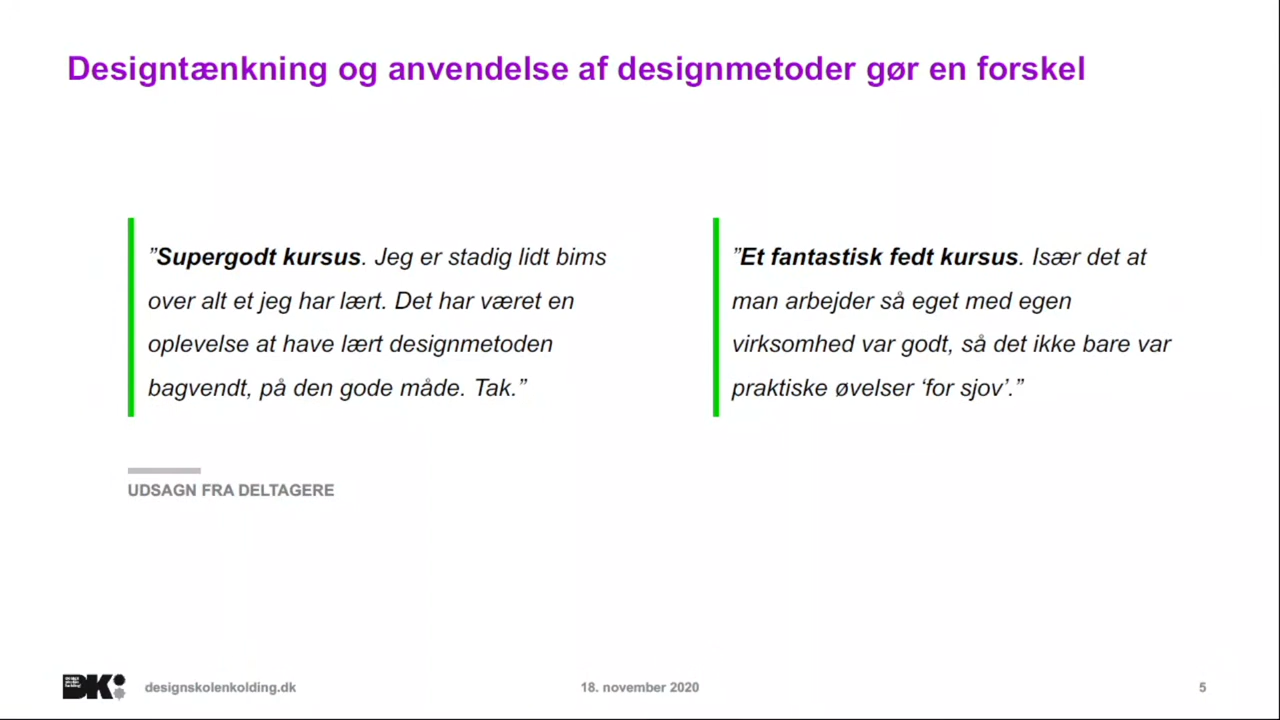 Designtænkning og anvendelse af designmetoder gør en forskel
”Supergodt kursus. Jeg er stadig lidt bims
over alt et jeg har lært. Det har været en
oplevelse at have lært designmetoden
bagvendt, på den gode måde. Tak.”
”Et fantastisk fedt kursus. Især det at
man arbejder så eget med egen
virksomhed var godt, så det ikke bare var
praktiske øvelser ‘for sjov’.”
UDSAGN FRA DELTAGERE
DK:
designskolenkolding.dk
18. november 2020
5